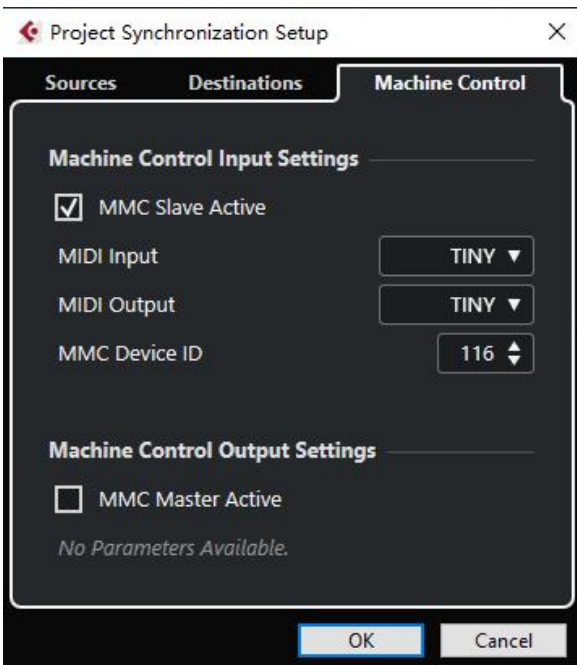 Project Synchronization Setup
Sources Destinations Machine Control
Machine Control Input Settings
MMC Slave Active
MIDI Input TINY
MIDI Output TINY
MMC Device ID 116
Machine Control Output Settings
MMC Master Active
No Parameters Available.
OK Cancel